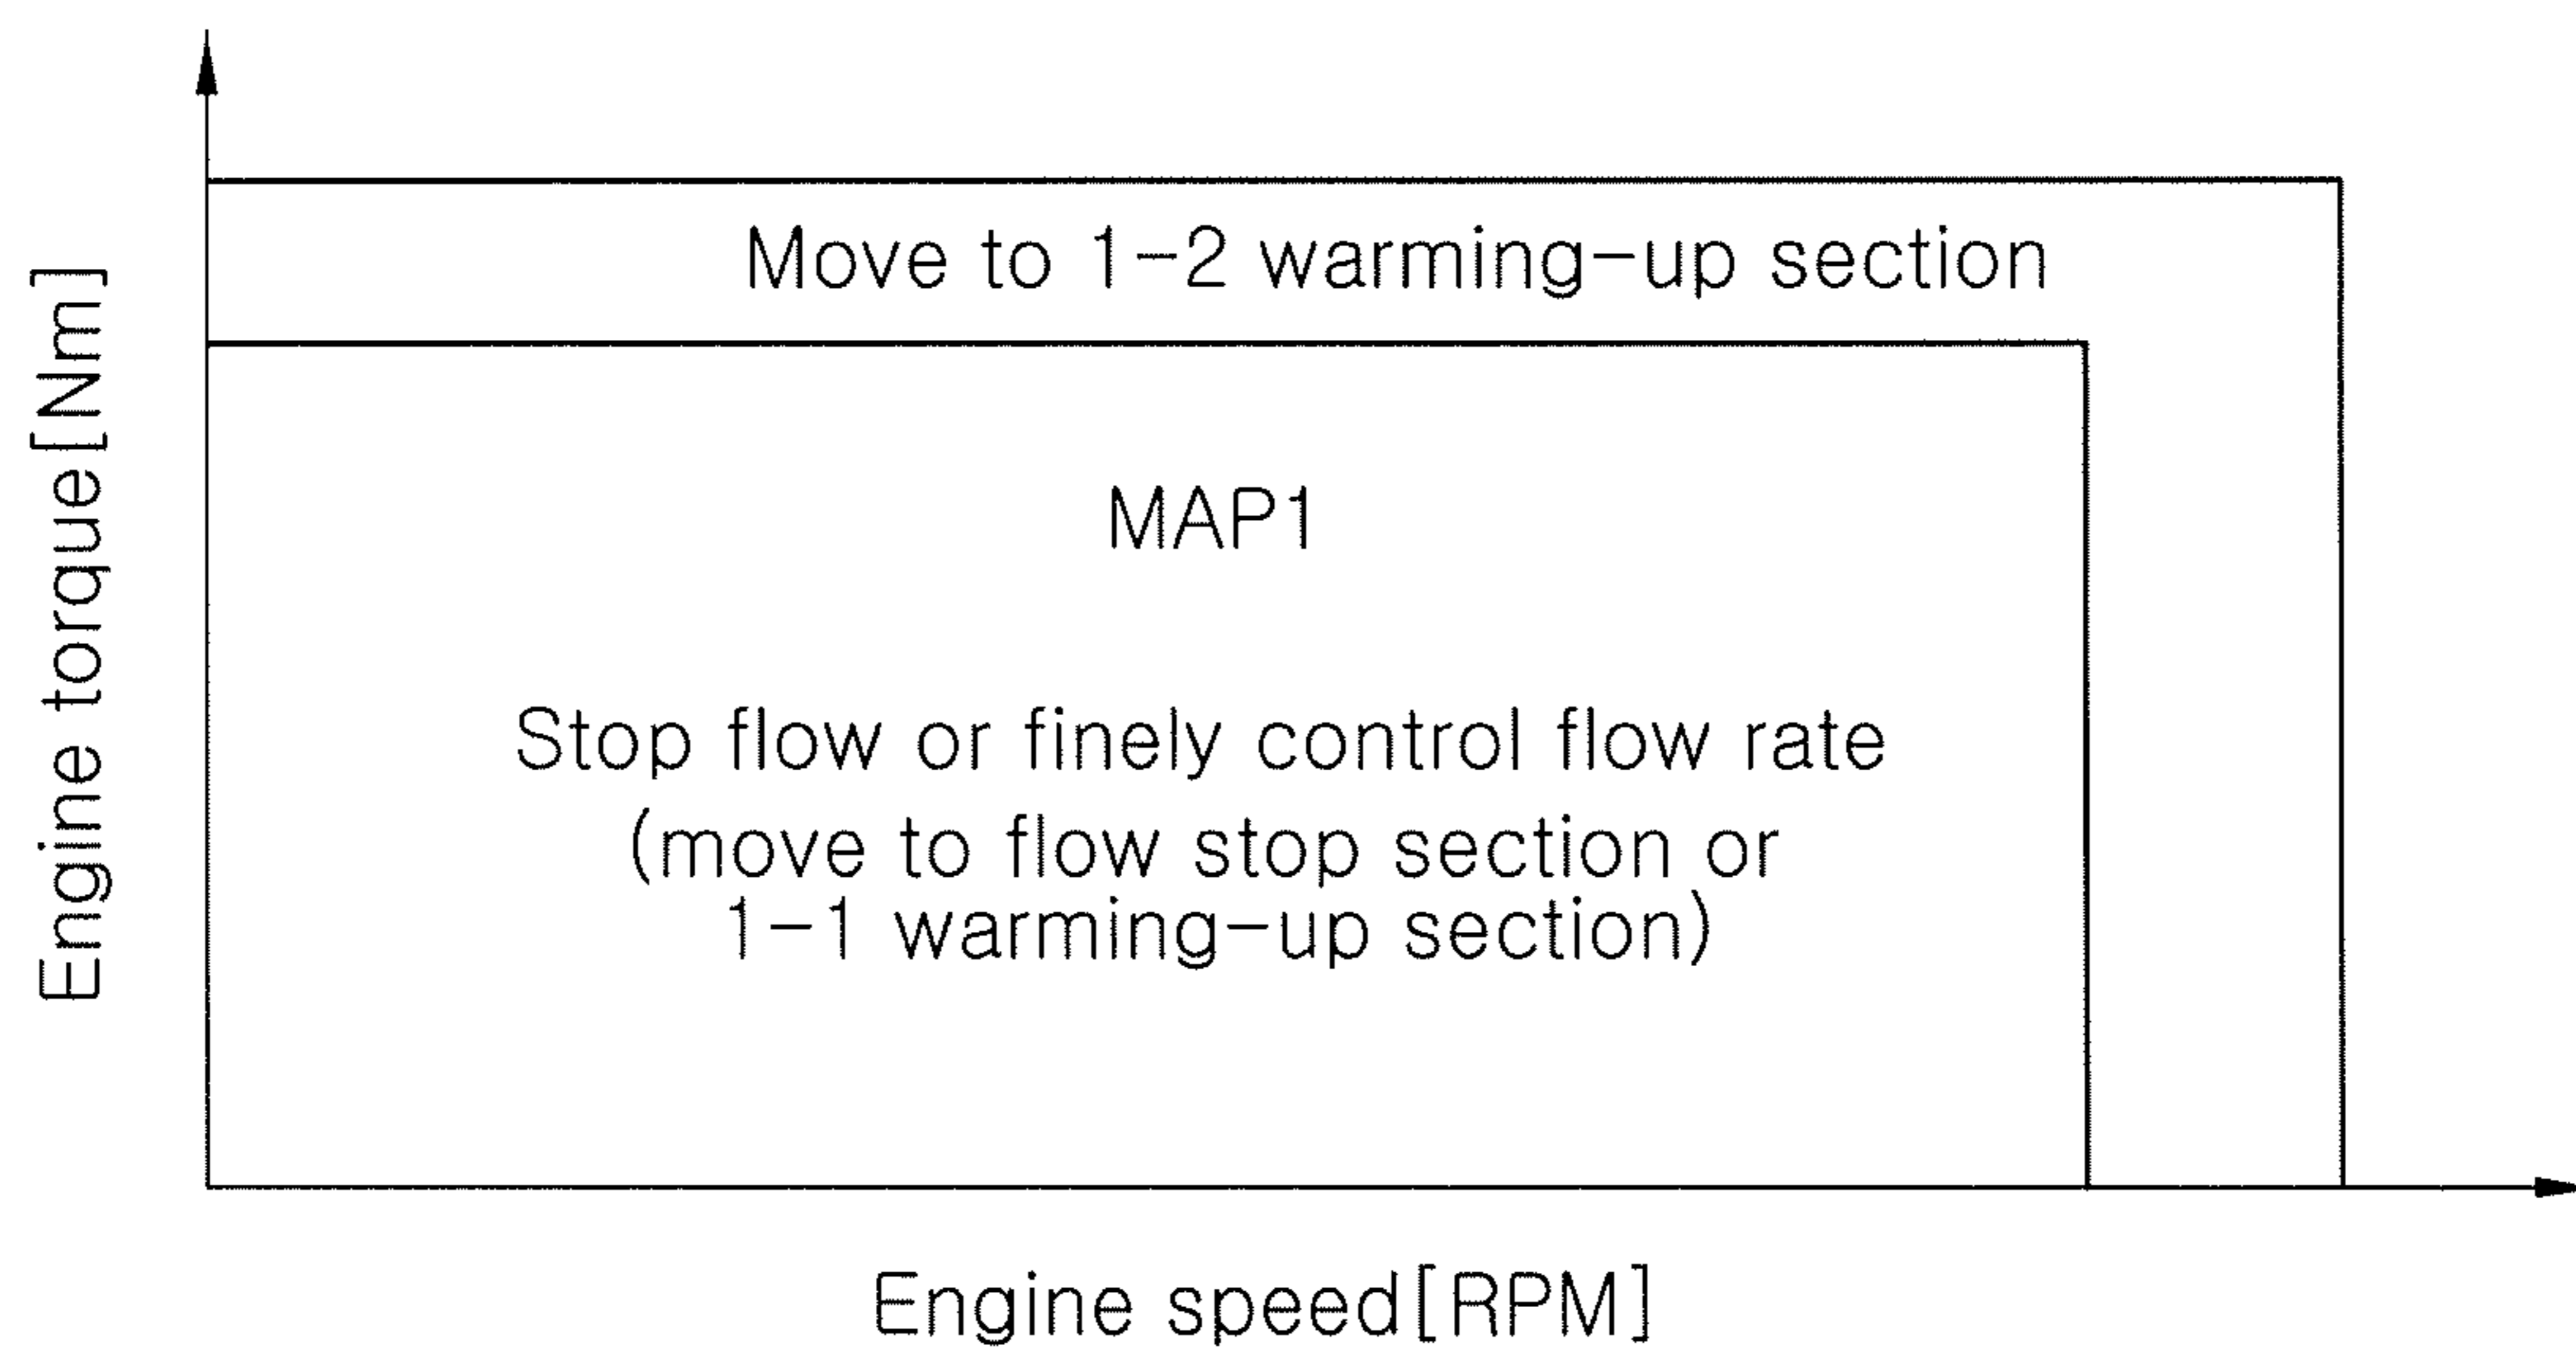 Engine torque[Nm]
Move to 1-2 warming-up section
MAP1
Stop flow or finely control flow rate
(move to flow stop section or
1-1 warming-up section)
Engine speed[RPM]